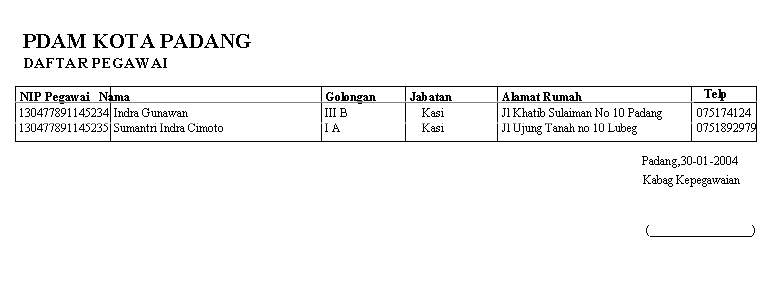 PDAM KOTA PADANG
DAFTAR PEGAWAI
NIP Pegawai Nama Golongan Jabatan Alamat Rumah Telp
130477891145234 Indra Gunawan III B Kasi Jl Khatib Sulaiman No 10 Padang 075174124
130477891145235 Sumantri Indra Cimoto I A Kasi Jl Ujung Tanah no 10 Lubeg 0751892979
Padang,30-01-2004
Kabag Kepegawaian
(________________)